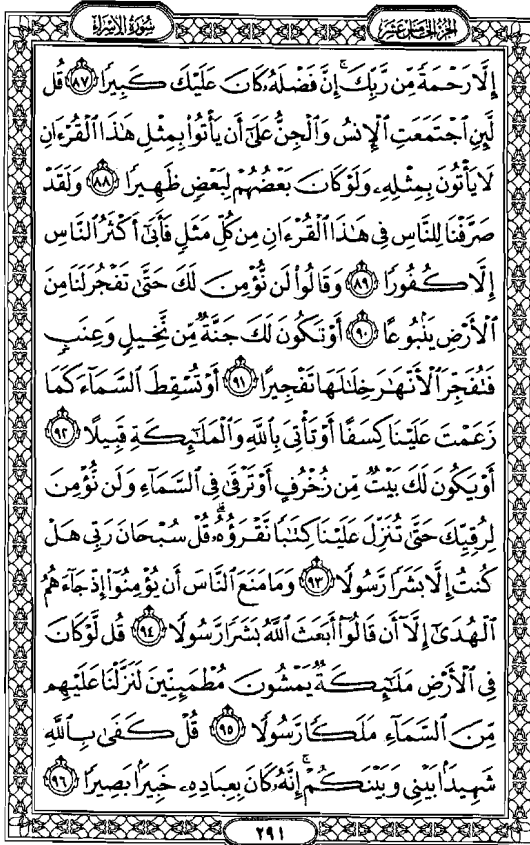 الجزء الخامس عشر
سورة الإسراء
إِلَّا رَحْمَةً مِّن رَّبِّكَ إِنَّ فَضْلَهُۥ كَانَ عَلَيْكَ كَبِيرًا ٨٧ قُل
لَّئِنِ ٱجْتَمَعَتِ ٱلْإِنسُ وَٱلْجِنُّ عَلَىٰٓ أَن يَأْتُوا۟ بِمِثْلِ هَٰذَا ٱلْقُرْءَانِ
لَا يَأْتُونَ بِمِثْلِهِۦ وَلَوْ كَانَ بَعْضُهُمْ لِبَعْضٍ ظَهِيرًا ٨٨ وَلَقَدْ
صَرَّفْنَا لِلنَّاسِ فِى هَٰذَا ٱلْقُرْءَانِ مِن كُلِّ مَثَلٍ فَأَبَىٰٓ أَكْثَرُ ٱلنَّاسِ
إِلَّا كُفُورًا ٨٩ وَقَالُوا۟ لَن نُّؤْمِنَ لَكَ حَتَّىٰ تَفْجُرَ لَنَا مِنَ
ٱلْأَرْضِ يَنۢبُوعًا ٩٠ أَوْ تَكُونَ لَكَ جَنَّةٌ مِّن نَّخِيلٍ وَعِنَبٍ
فَتُفَجِّرَ ٱلْأَنْهَٰرَ خِلَٰلَهَا تَفْجِيرًا ٩١ أَوْ تُسْقِطَ ٱلسَّمَآءَ كَمَا
زَعَمْتَ عَلَيْنَا كِسَفًا أَوْ تَأْتِىَ بِٱللَّهِ وَٱلْمَلَٰٓئِكَةِ قَبِيلًا ٩٢
أَوْ يَكُونَ لَكَ بَيْتٌ مِّن زُخْرُفٍ أَوْ تَرْقَىٰ فِى ٱلسَّمَآءِ وَلَن نُّؤْمِنَ
لِرُقِيِّكَ حَتَّىٰ تُنَزِّلَ عَلَيْنَا كِتَٰبًا نَّقْرَؤُهُۥ قُلْ سُبْحَانَ رَبِّى هَلْ
كُنتُ إِلَّا بَشَرًا رَّسُولًا ٩٣ وَمَا مَنَعَ ٱلنَّاسَ أَن يُؤْمِنُوٓا۟ إِذْ جَآءَهُمُ
ٱلْهُدَىٰٓ إِلَّآ أَن قَالُوٓا۟ أَبَعَثَ ٱللَّهُ بَشَرًا رَّسُولًا ٩٤ قُل لَّوْ كَانَ
فِى ٱلْأَرْضِ مَلَٰٓئِكَةٌ يَمْشُونَ مُطْمَئِنِّينَ لَنَزَّلْنَا عَلَيْهِم
مِّنَ ٱلسَّمَآءِ مَلَكًا رَّسُولًا ٩٥ قُلْ كَفَىٰ بِٱللَّهِ
شَهِيدًۢا بَيْنِى وَبَيْنَكُمْ إِنَّهُۥ كَانَ بِعِبَادِهِۦ خَبِيرًۢا بَصِيرًا ٩٦
٢٩١